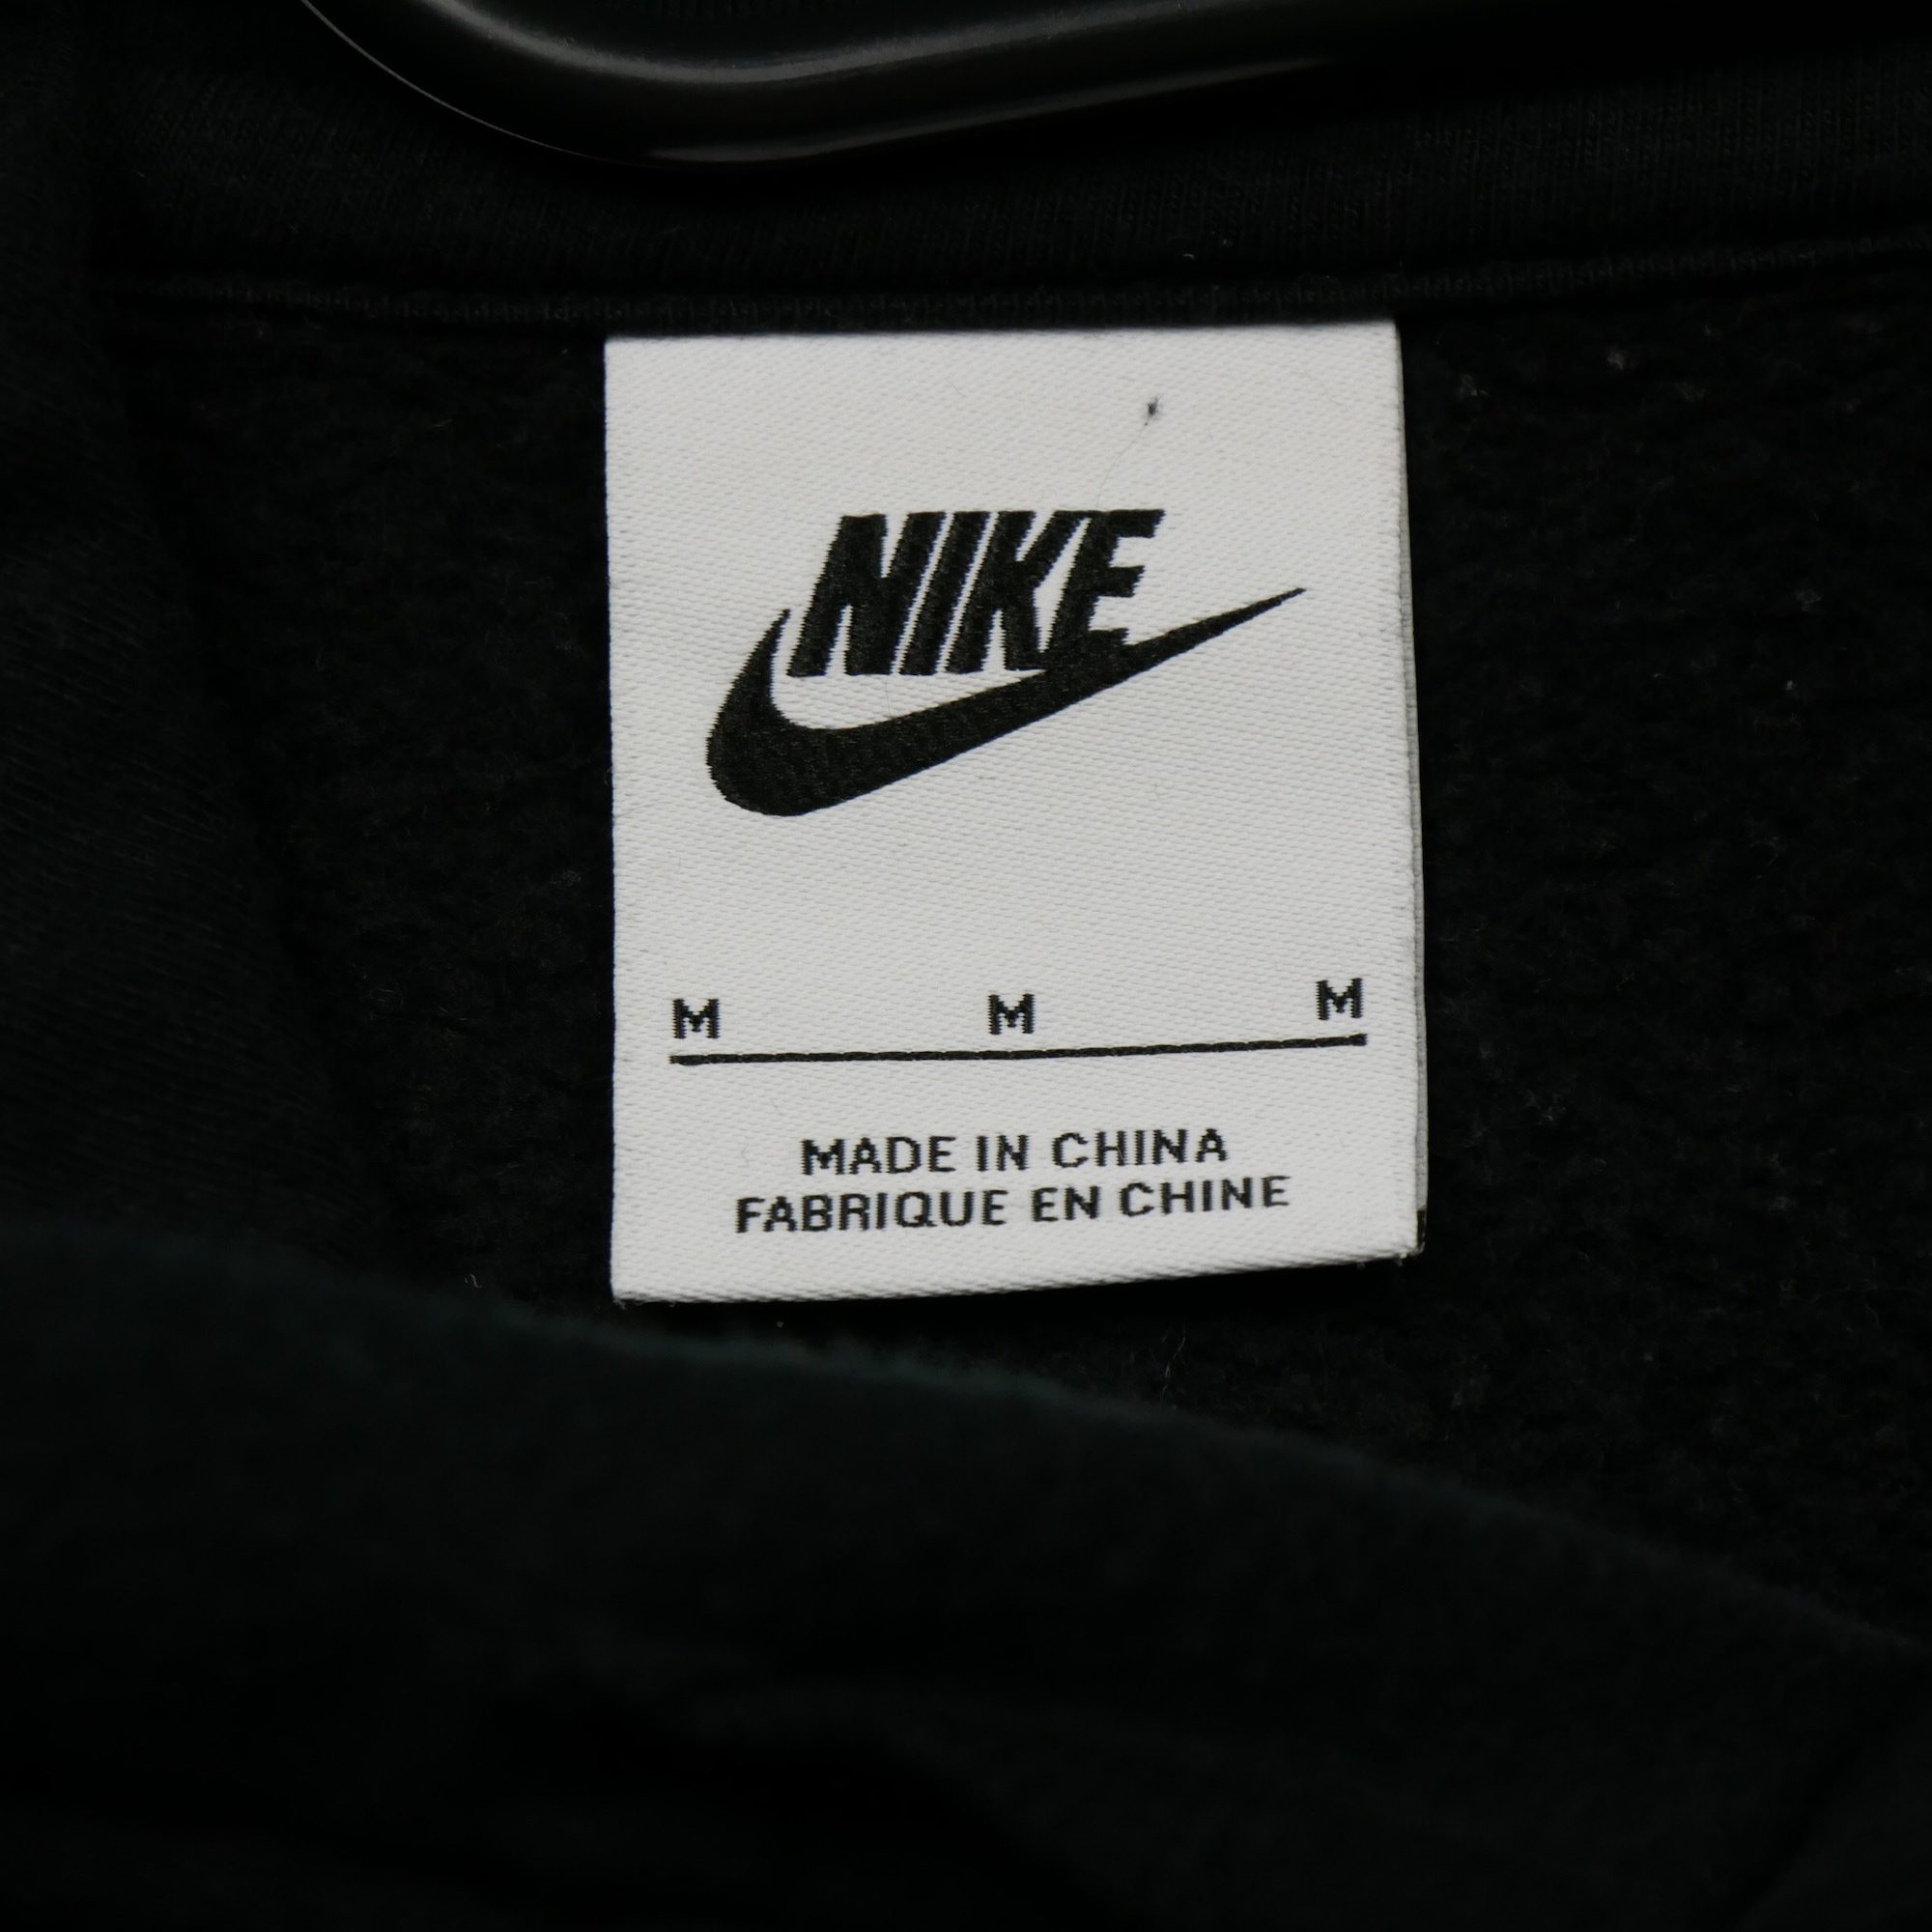 NIKE
M M M
MADE IN CHINA
FABRIQUE EN CHINE